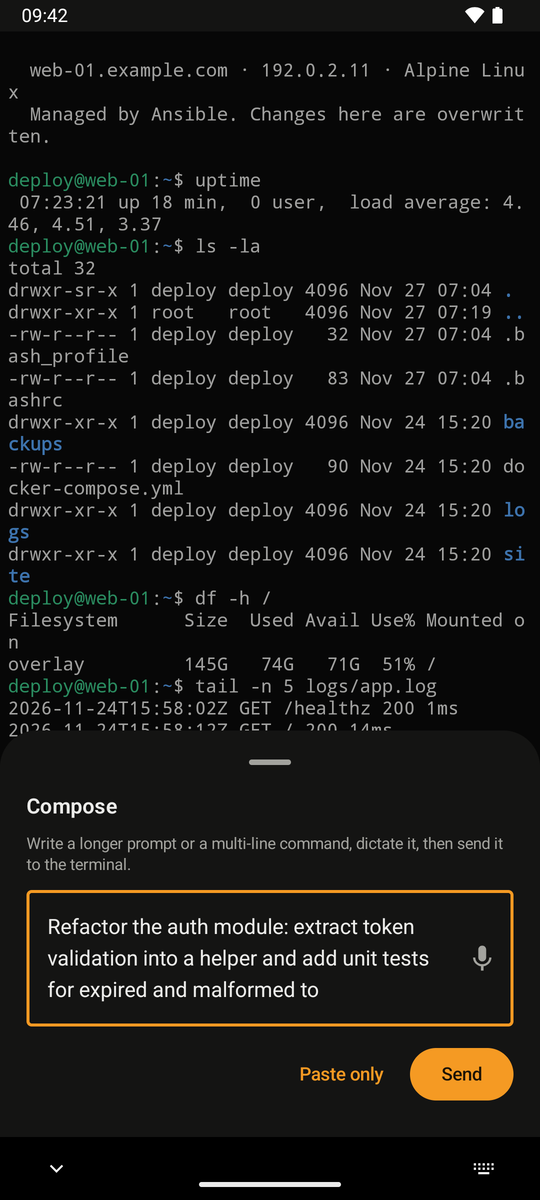 09:42
web-01.example.com · 192.0.2.11 · Alpine Linu
x
Managed by Ansible. Changes here are overwrit
ten.
deploy@web-01:~$ uptime
07:23:21 up 18 min,  0 user,  load average: 4.
46, 4.51, 3.37
deploy@web-01:~$ ls -la
total 32
drwxr-sr-x 1 deploy deploy 4096 Nov 27 07:04 .
drwxr-xr-x 1 root   root   4096 Nov 27 07:19 ..
-rw-r--r-- 1 deploy deploy   32 Nov 27 07:04 .b
ash_profile
-rw-r--r-- 1 deploy deploy   83 Nov 27 07:04 .b
ashrc
drwxr-xr-x 1 deploy deploy 4096 Nov 24 15:20 ba
ckups
-rw-r--r-- 1 deploy deploy   90 Nov 24 15:20 do
cker-compose.yml
drwxr-xr-x 1 deploy deploy 4096 Nov 24 15:20 lo
gs
drwxr-xr-x 1 deploy deploy 4096 Nov 24 15:20 si
te
deploy@web-01:~$ df -h /
Filesystem      Size  Used Avail Use% Mounted o
n
overlay         145G   74G   71G  51% /
deploy@web-01:~$ tail -n 5 logs/app.log
2026-11-24T15:58:02Z GET /healthz 200 1ms
2026-11-24T15:58:12Z GET / 200 14ms
Compose
Write a longer prompt or a multi-line command, dictate it, then send it
to the terminal.
Refactor the auth module: extract token
validation into a helper and add unit tests
for expired and malformed to
Paste only
Send